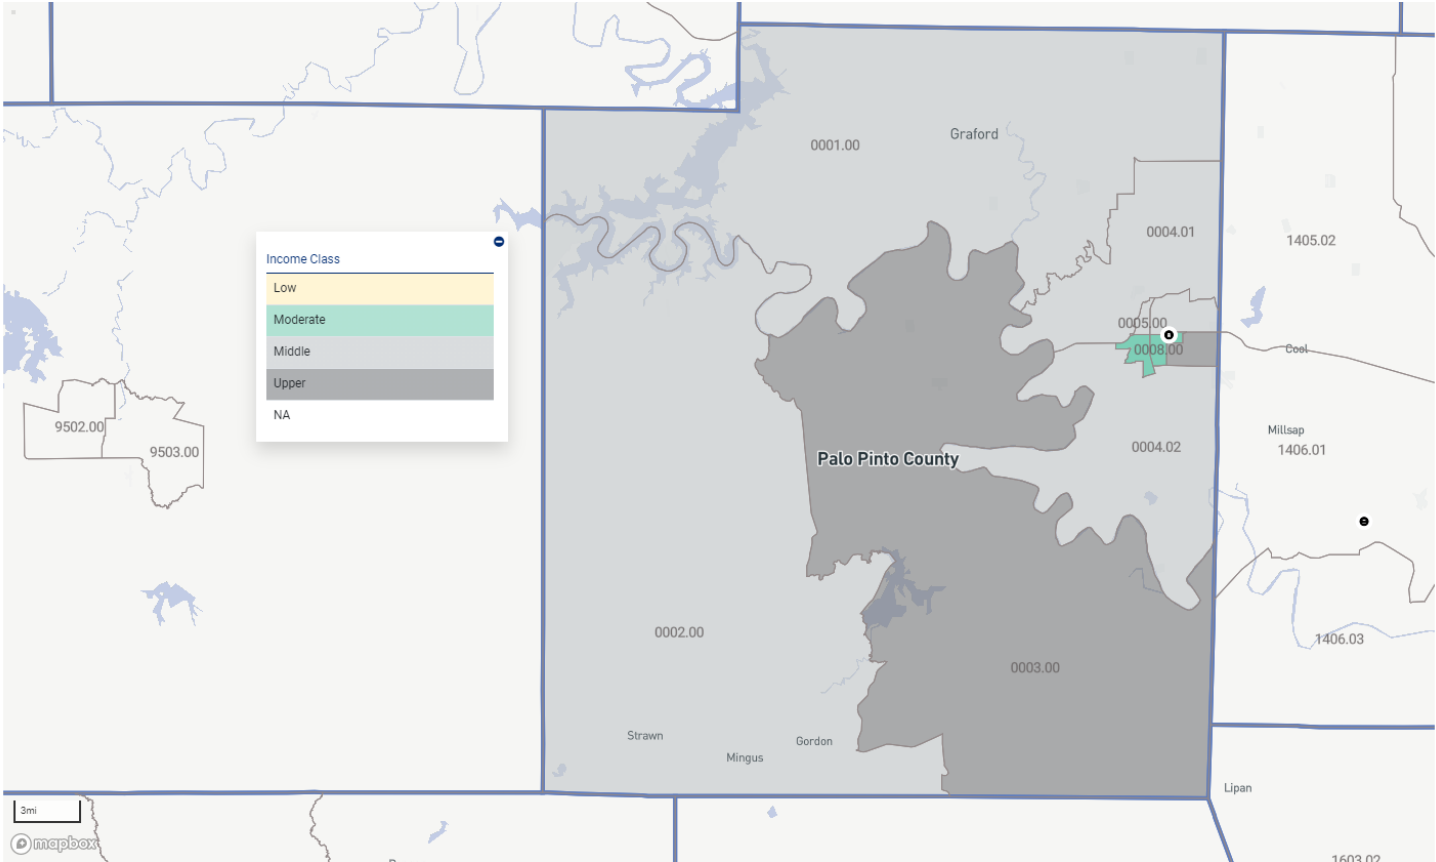 Graford
0001.00
0004.01
1405.02
Income Class
Low
Moderate
Middle
Upper
NA
0005.00
0008.00
Cool
9502.00
9503.00
Millsap
1406.01
0004.02
Palo Pinto County
0002.00
1406.03
0003.00
Strawn
Gordon
Mingus
Lipan
3mi
mapbox
1603.02